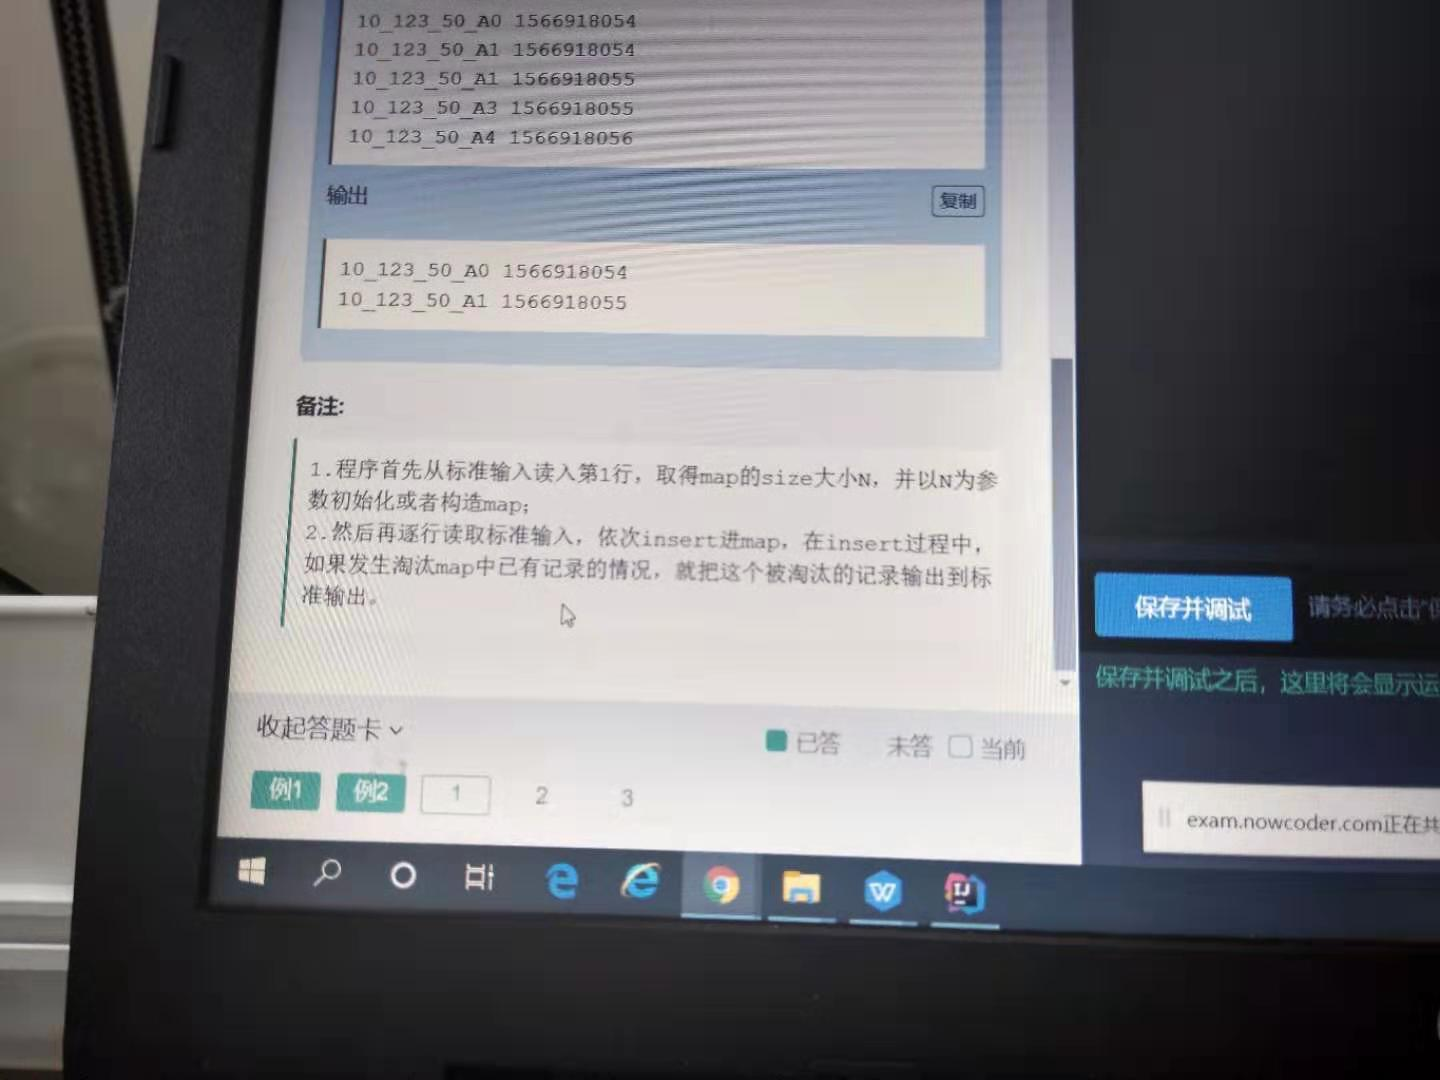 10_123_50_A0 1566918054
10_123_50_A1 1566918054
10_123_50_A1 1566918055
10_123_50_A3 1566918055
10_123_50_A4 1566918056
输出
复制
10_123_50_A0 1566918054
10_123_50_A1 1566918055
备注:
1.程序首先从标准输入读入第1行，取得map的size大小N，并以N为参
数初始化或者构造map;
2.然后再逐行读取标准输入，依次insert进map，在insert过程中，
如果发生淘汰map中已有记录的情况，就把这个被淘汰的记录输出到标
准输出。
保存并调试
请务必点击“保
保存并调试之后，这里将会显示运
收起答题卡
已答 未答 当前
例1 例2 1 2 3
exam.nowcoder.com正在共